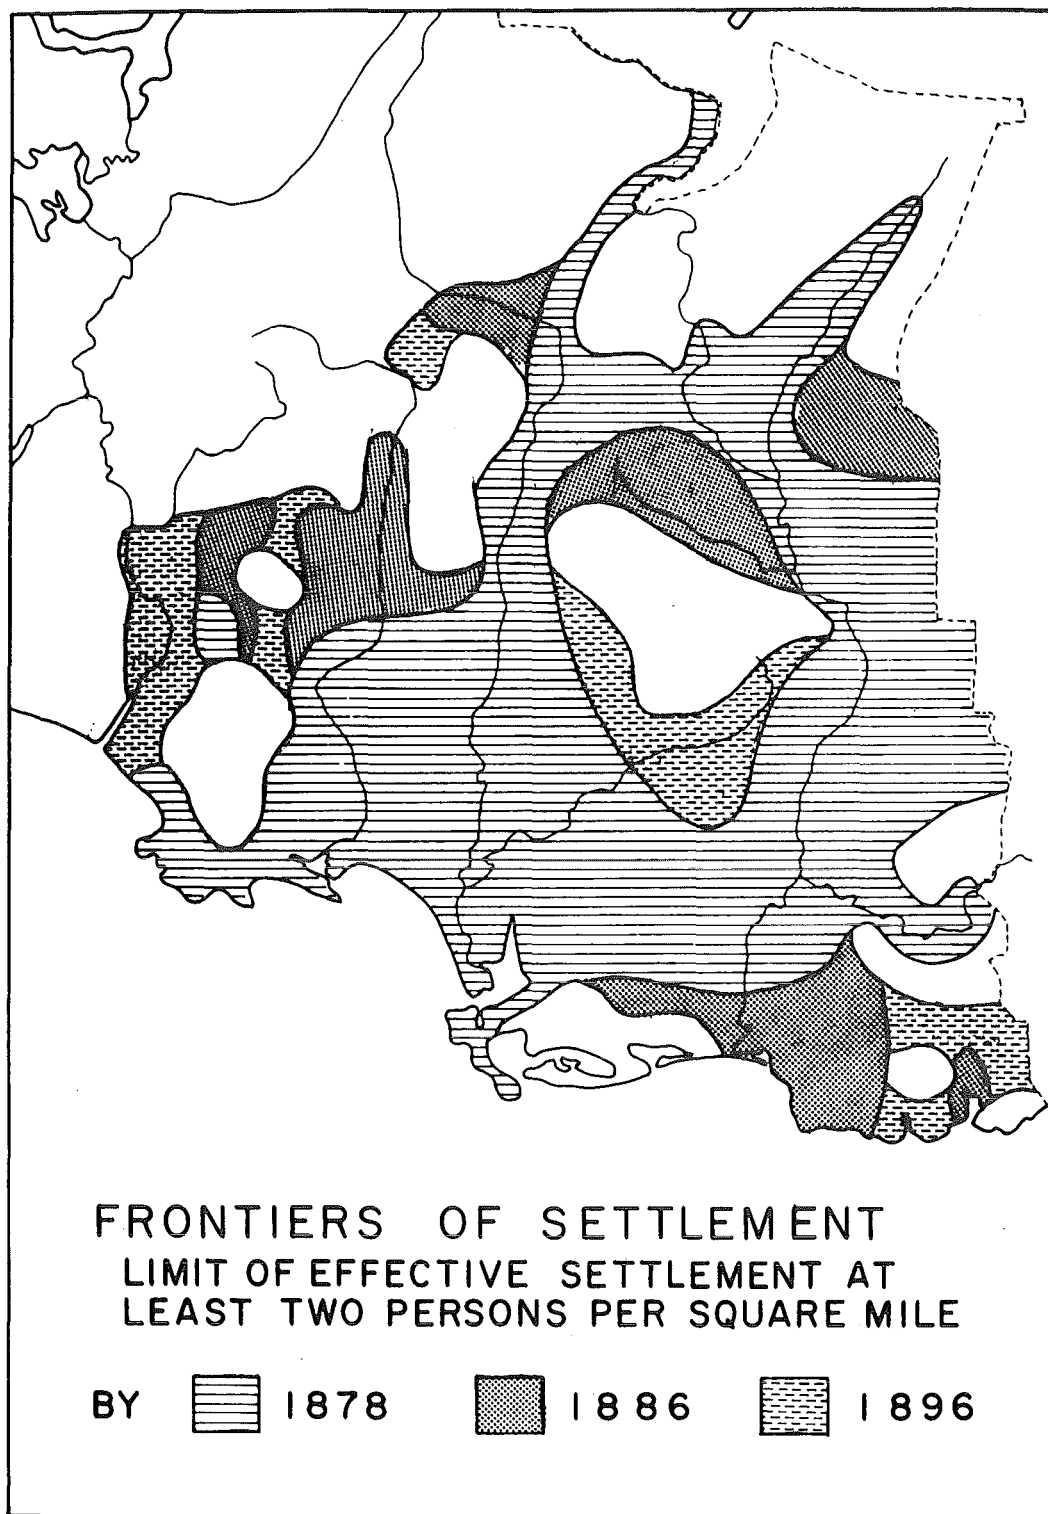 FRONTIERS OF SETTLEMENT
LIMIT OF EFFECTIVE SETTLEMENT AT
LEAST TWO PERSONS PER SQUARE MILE
BY 1878 1886 1896